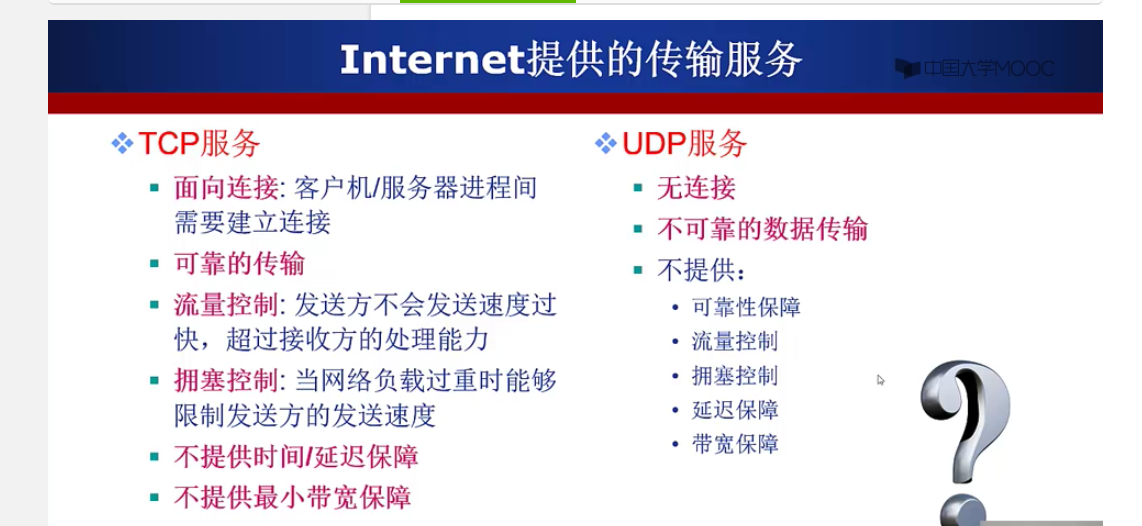 Internet提供的传输服务
中国大学MOOC
TCP服务
面向连接: 客户机/服务器进程间
需要建立连接
可靠的传输
流量控制: 发送方不会发送速度过
快，超过接收方的处理能力
拥塞控制: 当网络负载过重时能够
限制发送方的发送速度
不提供时间/延迟保障
不提供最小带宽保障
UDP服务
无连接
不可靠的数据传输
不提供：
可靠性保障
流量控制
拥塞控制
延迟保障
带宽保障